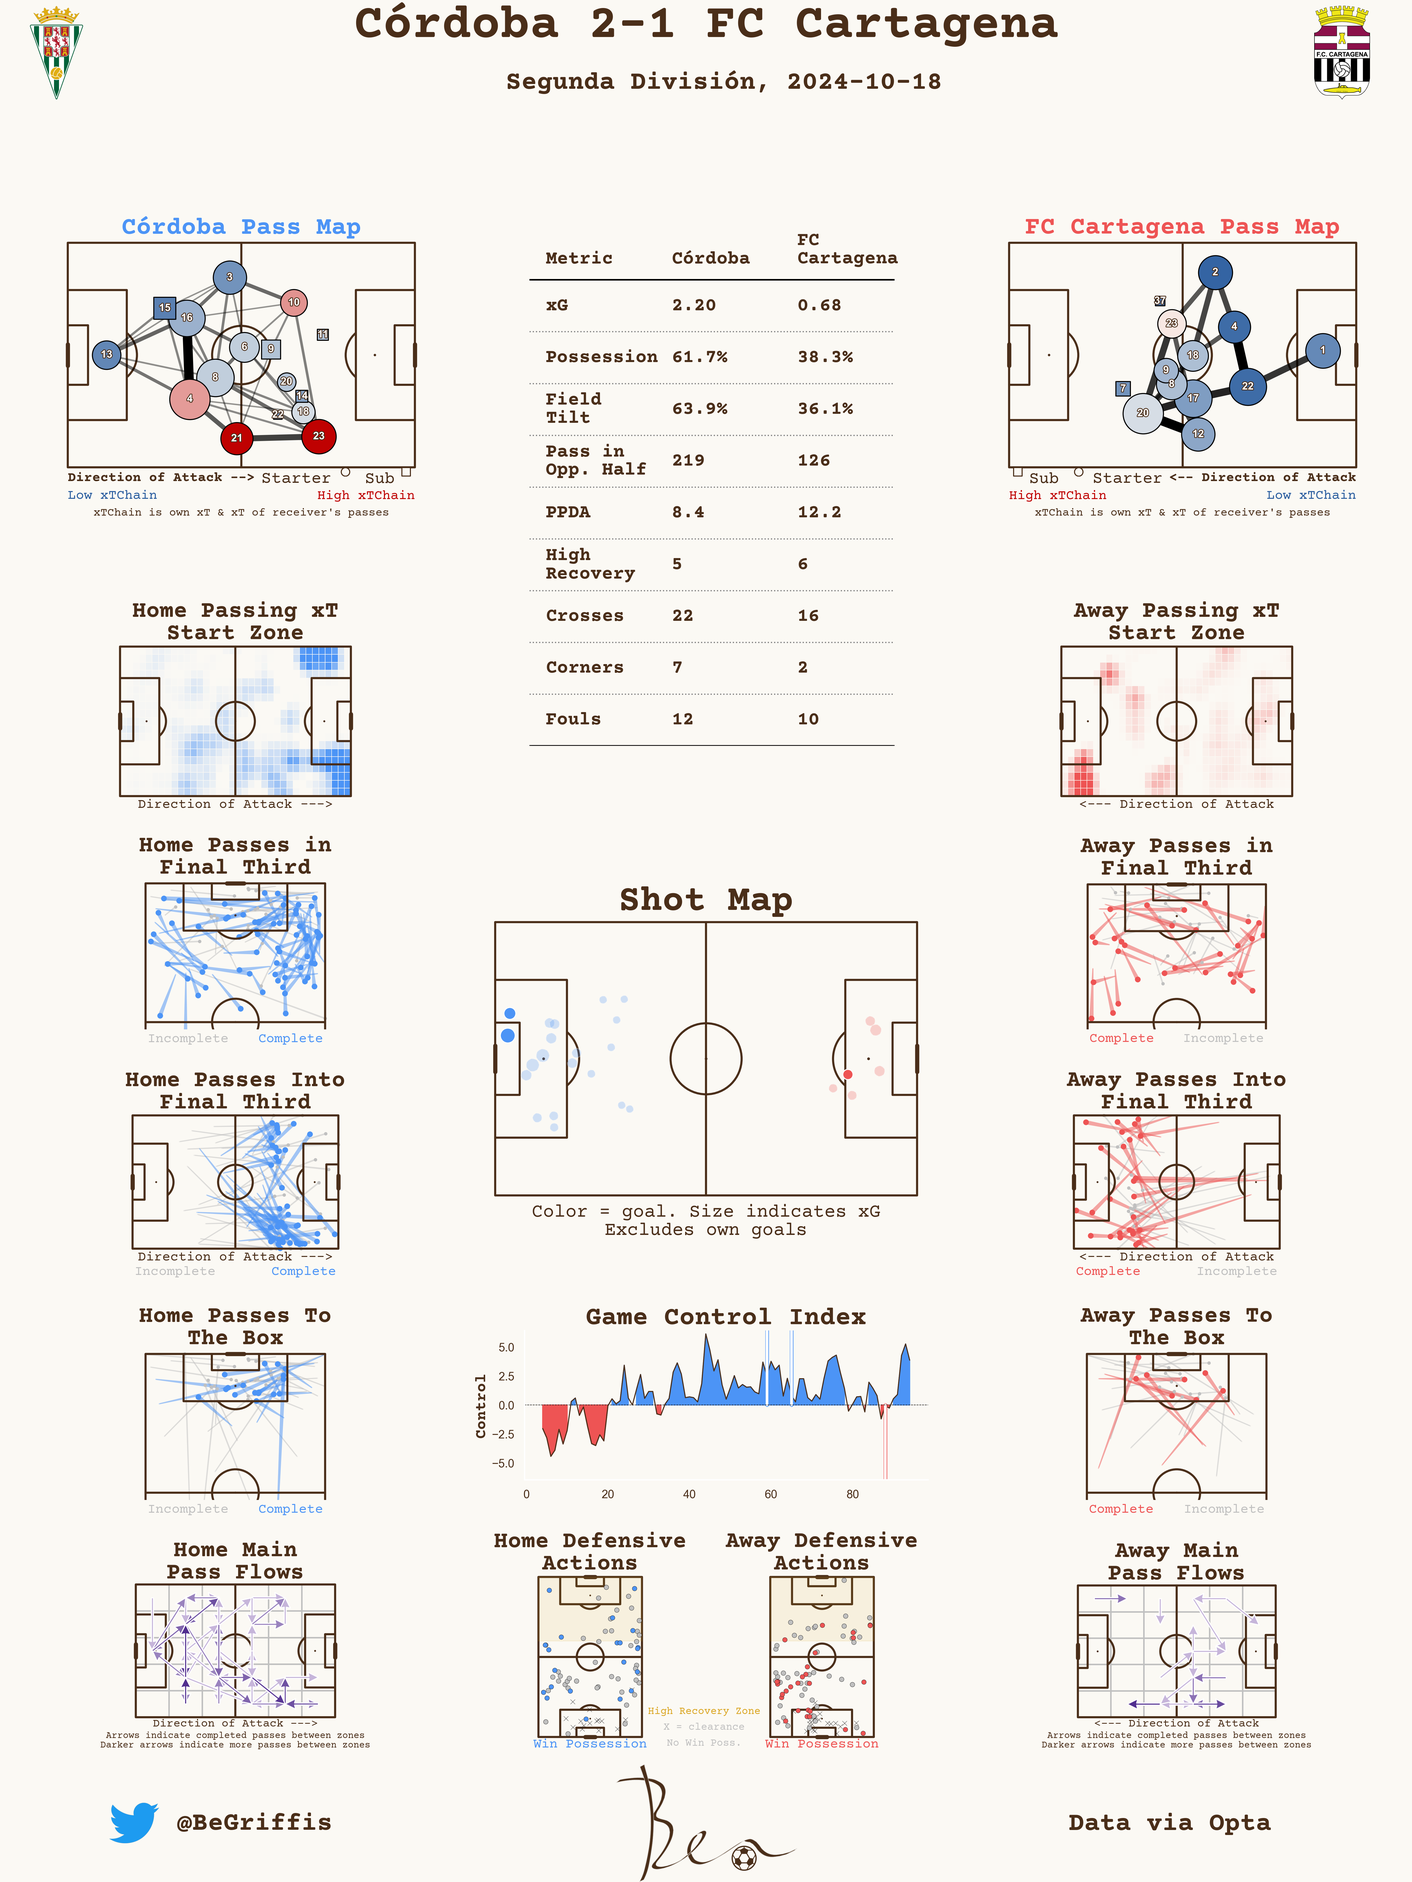 Córdoba 2-1 FC Cartagena
Segunda División, 2024-10-18
F.C. CARTAGENA
Córdoba Pass Map
3
10
15
16
11
13
6
9
8
20
4
14
22
18
21
23
Direction of Attack --> Starter Sub
Low xTChain High xTChain
xTChain is own xT & xT of receiver's passes
Metric Córdoba FC Cartagena
xG 2.20 0.68
Possession 61.7% 38.3%
Field Tilt 63.9% 36.1%
Pass in Opp. Half 219 126
PPDA 8.4 12.2
High Recovery 5 6
Crosses 22 16
Corners 7 2
Fouls 12 10
FC Cartagena Pass Map
2
37
23
4
18
1
9
8
7
22
17
20
12
Sub Starter <-- Direction of Attack
High xTChain Low xTChain
xTChain is own xT & xT of receiver's passes
Home Passing xT
Start Zone
Direction of Attack --->
Away Passing xT
Start Zone
<--- Direction of Attack
Home Passes in
Final Third
Incomplete Complete
Away Passes in
Final Third
Complete Incomplete
Shot Map
Color = goal. Size indicates xG
Excludes own goals
Home Passes Into
Final Third
Direction of Attack --->
Incomplete Complete
Away Passes Into
Final Third
<--- Direction of Attack
Complete Incomplete
Home Passes To
The Box
Incomplete Complete
Game Control Index
Control
5.0
2.5
0.0
−2.5
−5.0
0 20 40 60 80
Away Passes To
The Box
Complete Incomplete
Home Main
Pass Flows
Direction of Attack --->
Arrows indicate completed passes between zones
Darker arrows indicate more passes between zones
Home Defensive
Actions
Win Possession
High Recovery Zone
X = clearance
No Win Poss.
Away Defensive
Actions
Win Possession
Away Main
Pass Flows
<--- Direction of Attack
Arrows indicate completed passes between zones
Darker arrows indicate more passes between zones
@BeGriffis
Ben
Data via Opta